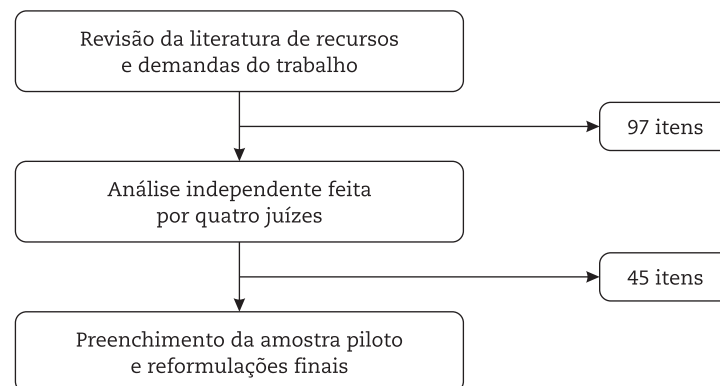 Revisão da literatura de recursos
e demandas do trabalho
97 itens
Análise independente feita
por quatro juízes
45 itens
Preenchimento da amostra piloto
e reformulações finais